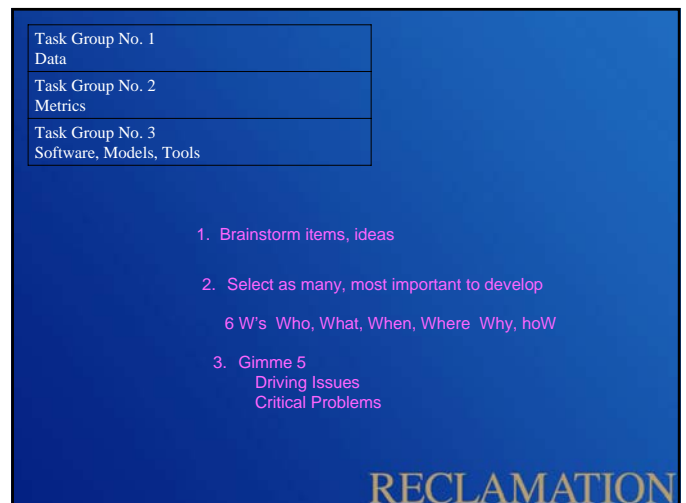 Task Group No. 1
Data
Task Group No. 2
Metrics
Task Group No. 3
Software, Models, Tools
1. Brainstorm items, ideas
2. Select as many, most important to develop
6 W's Who, What, When, Where Why, hoW
3. Gimme 5
Driving Issues
Critical Problems
RECLAMATION